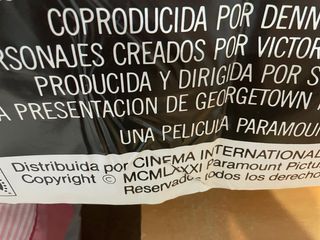 COPRODUCIDA POR DENN
RSONAJES CREADOS POR VICTOR
PRODUCIDA Y DIRIGIDA POR S
A PRESENTACION DE GEORGETOWN
UNA PELICULA PARAMOUN
Distribuida por CINEMA INTERNATIONAL
Copyright © MCMLXXXI Paramount Pictur
Reservados todos los derecho